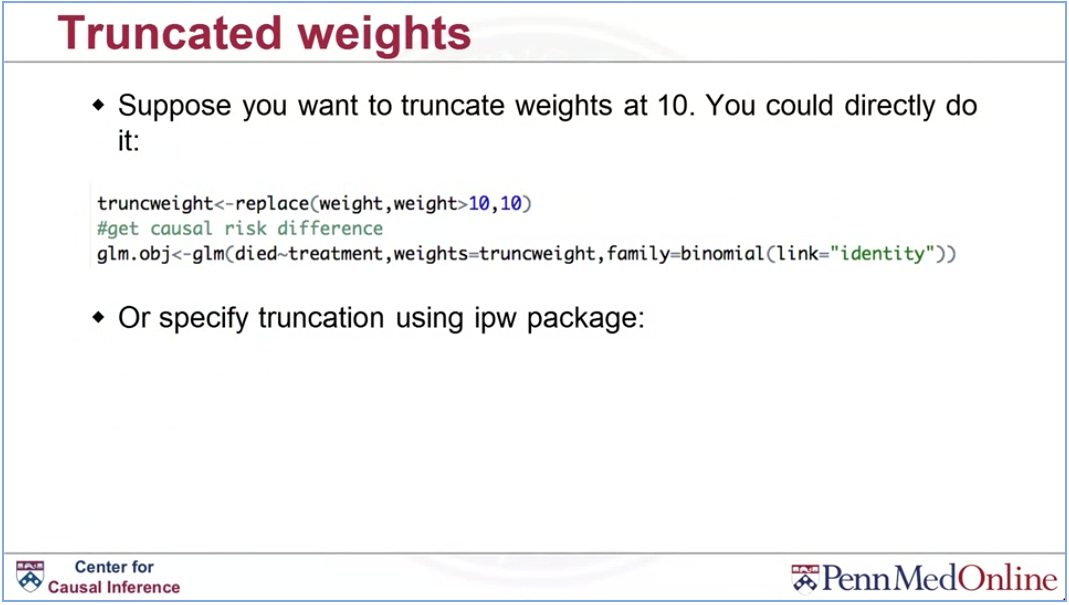 Truncated weights
◆ Suppose you want to truncate weights at 10. You could directly do
it:
truncweight<-replace(weight,weight>10,10)
#get causal risk difference
glm.obj<-glm(died~treatment,weights=truncweight,family=binomial(link="identity"))
◆ Or specify truncation using ipw package:
Center for
Causal Inference
PennMedOnline